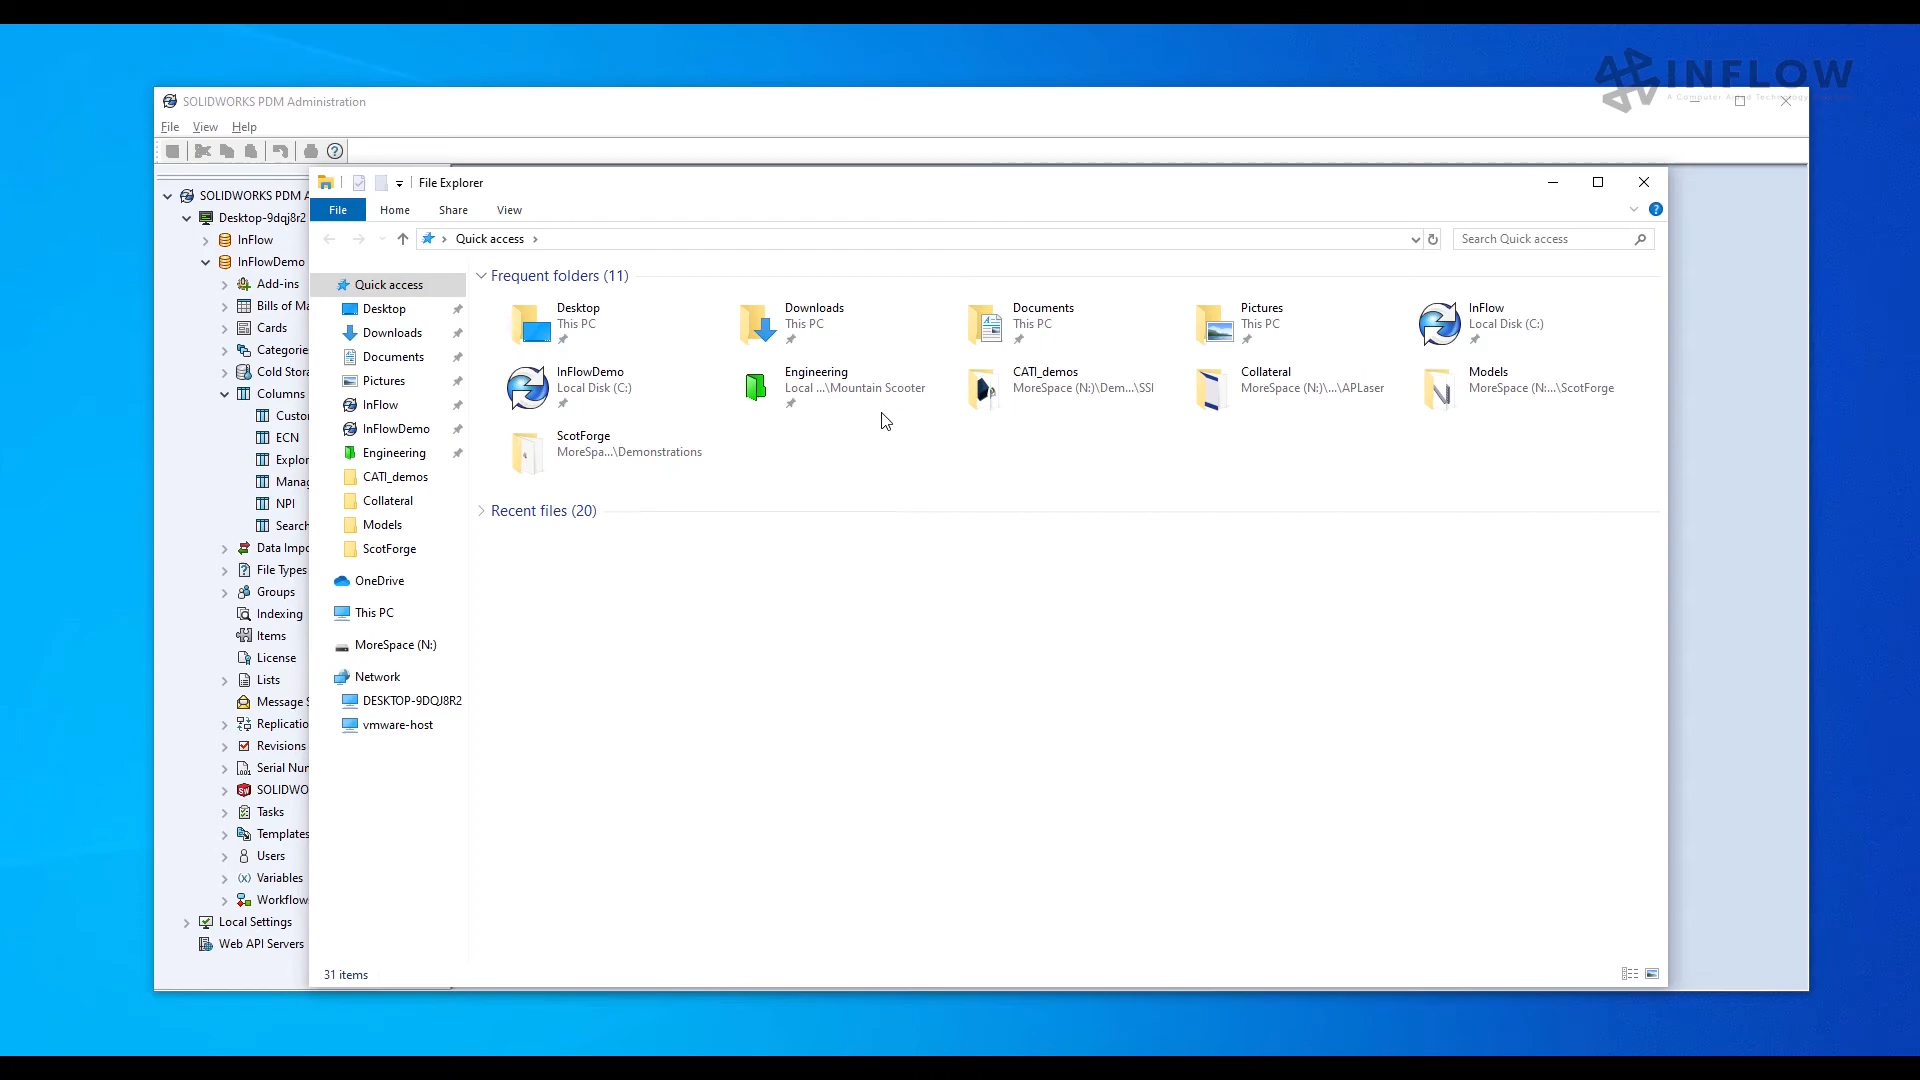 INFLOW
SOLIDWORKS PDM Administration
File View Help
File Explorer
File Home Share View
Quick access
Search Quick access
SOLIDWORKS PDM A
Desktop-9dqj8r2
InFlow
InFlowDemo
Add-ins
Bills of Ma
Cards
Categorie
Cold Stora
Columns
Custo
ECN
Explor
Manag
NPI
Search
Data Impo
File Types
Groups
Indexing
Items
License
Lists
Message S
Replicatio
Revisions
Serial Num
SOLIDWO
Tasks
Templates
Users
Variables
Workflow
Local Settings
Web API Servers
Quick access
Desktop
Downloads
Documents
Pictures
InFlow
InFlowDemo
Engineering
CATI_demos
Collateral
Models
ScotForge
OneDrive
This PC
MoreSpace (N:)
Network
DESKTOP-9DQJ8R2
vmware-host
Frequent folders (11)
Desktop
This PC
Downloads
This PC
Documents
This PC
Pictures
This PC
InFlow
Local Disk (C:)
InFlowDemo
Local Disk (C:)
Engineering
Local ...\Mountain Scooter
CATI_demos
MoreSpace (N:)\Dem...\SSI
Collateral
MoreSpace (N:)\...\APLaser
Models
MoreSpace (N:...\ScotForge
ScotForge
MoreSpa...\Demonstrations
Recent files (20)
31 items